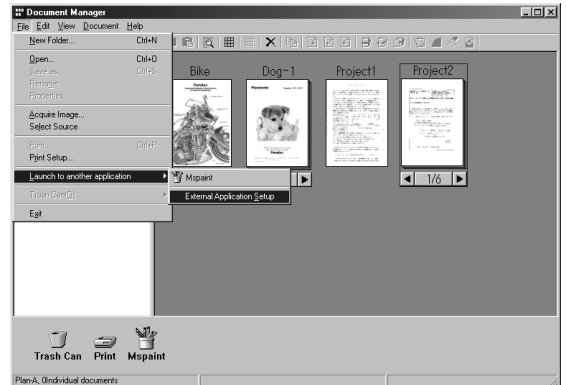 Document Manager
File Edit View Document Help
New Folder... Ctrl+N
Open... Ctrl+O
Save as... Ctrl+S
Rename
Properties...
Acquire Image...
Select Source
Print... Ctrl+P
Print Setup...
Launch to another application
Trash Can(Q)
Exit
Mspaint
External Application Setup
Bike Dog-1 Project1 Project2
Panafax
Panasonic
1/6
Trash Can Print Mspaint
Plan-A, 0Individual documents